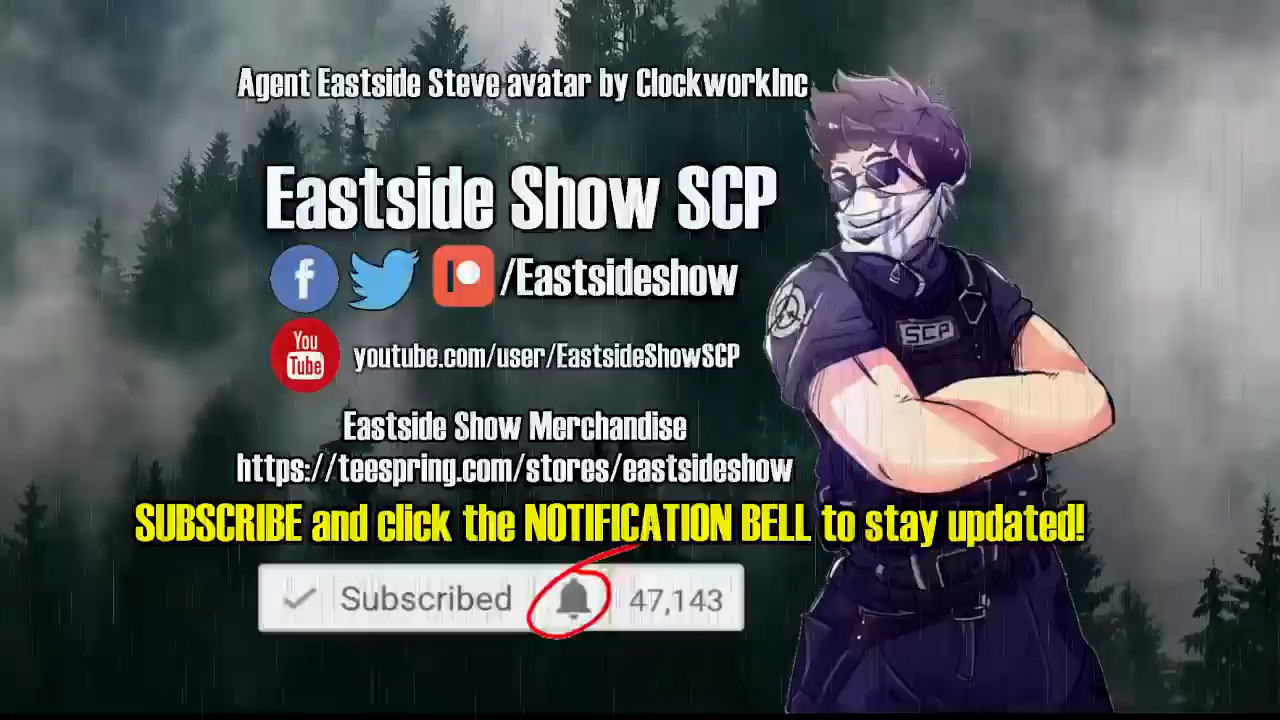 Agent Eastside Steve avatar by ClockworkInc
Eastside Show SCP
f /Eastsideshow
You Tube youtube.com/user/EastsideShowSCP
SCP
Eastside Show Merchandise
https://teespring.com/stores/eastsideshow
SUBSCRIBE and click the NOTIFICATION BELL to stay updated!
Subscribed 47,143